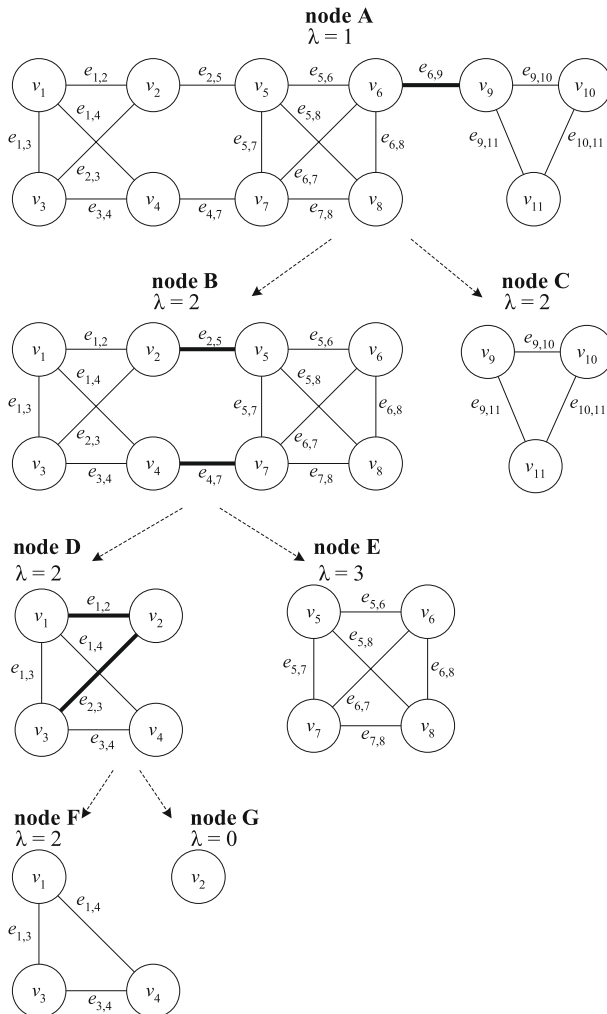 node A
λ = 1
v1 e1,2 v2 e2,5 v5 e5,6 v6 e6,9 v9 e9,10 v10
e1,3 e1,4 e2,3 e5,7 e5,8 e6,7 e6,8 e9,11 e10,11
v3 e3,4 v4 e4,7 v7 e7,8 v8 v11
node B
λ = 2
node C
λ = 2
v1 e1,2 v2 e2,5 v5 e5,6 v6
e1,3 e1,4 e2,3 e5,7 e5,8 e6,7 e6,8
v3 e3,4 v4 e4,7 v7 e7,8 v8
v9 e9,10 v10
e9,11 e10,11
v11
node D
λ = 2
node E
λ = 3
v1 e1,2 v2
e1,3 e1,4 e2,3
v3 e3,4 v4
v5 e5,6 v6
e5,7 e5,8 e6,7 e6,8
v7 e7,8 v8
node F
λ = 2
node G
λ = 0
v1
e1,3 e1,4
v3 e3,4 v4
v2